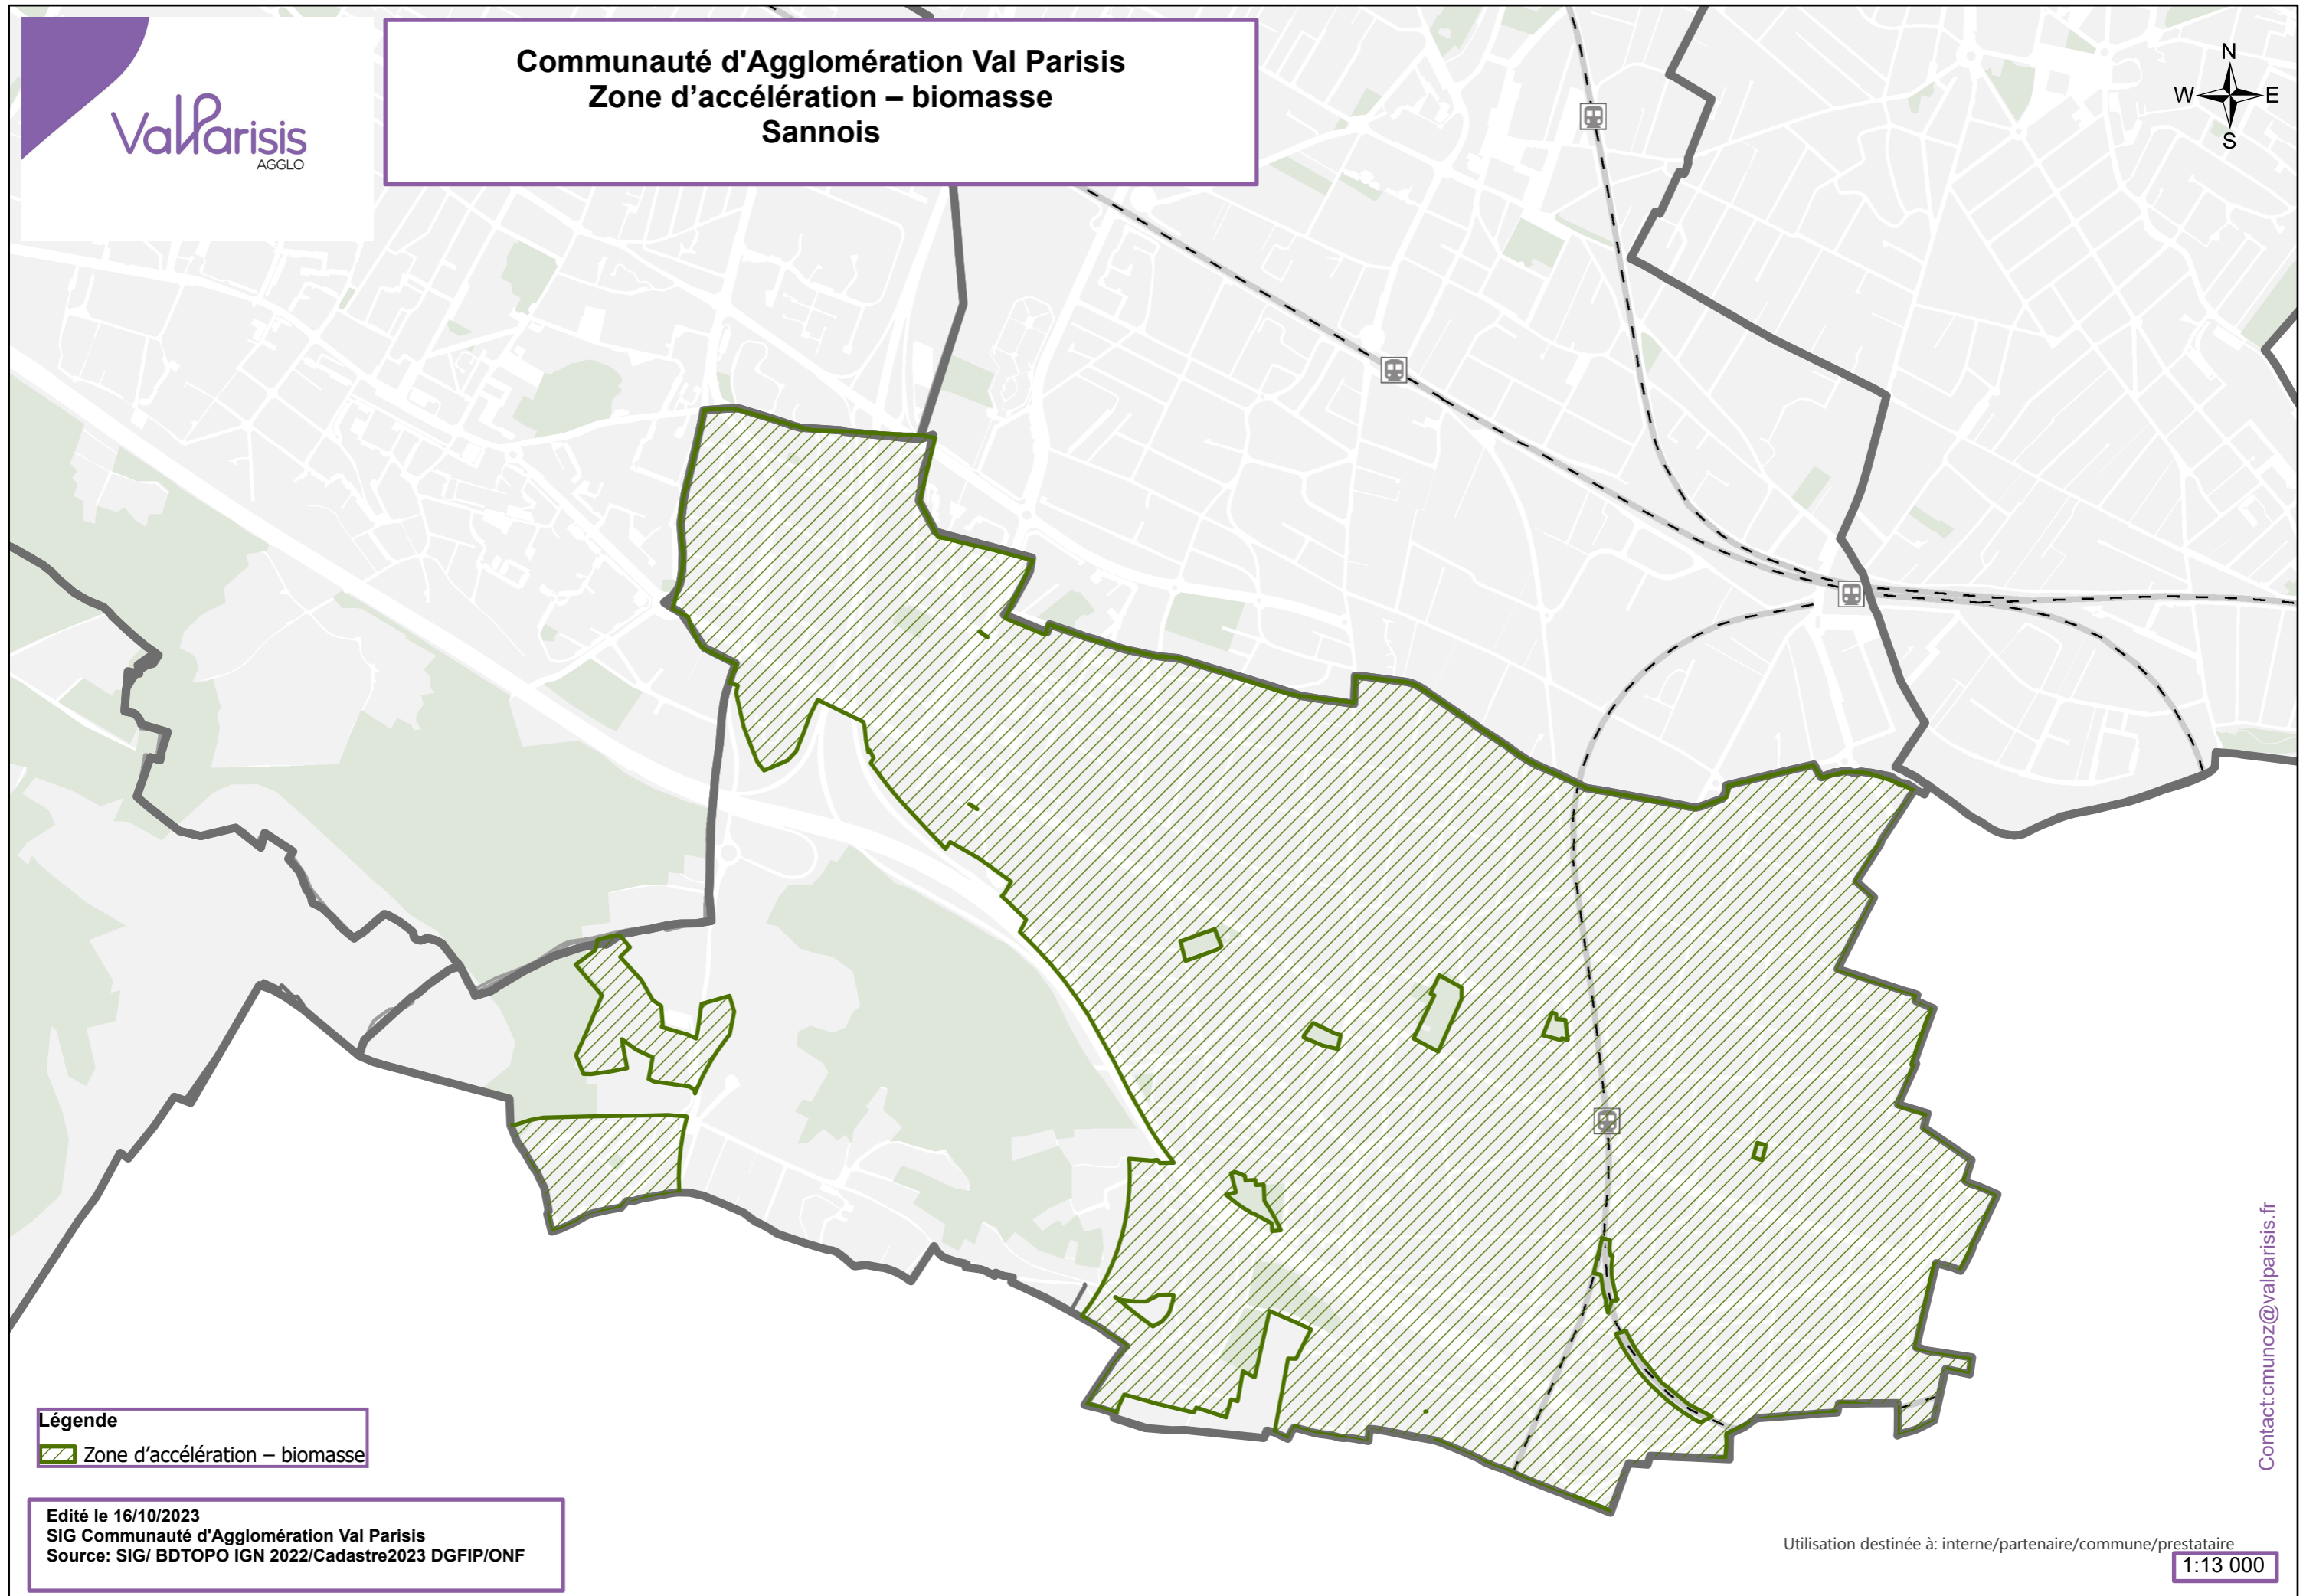 ValParisis
AGGLO
Communauté d'Agglomération Val Parisis
Zone d’accélération – biomasse
Sannois
N
W E
S
Légende
Zone d’accélération – biomasse
Edité le 16/10/2023
SIG Communauté d'Agglomération Val Parisis
Source: SIG/ BDTOPO IGN 2022/Cadastre2023 DGFIP/ONF
Contact:cmunoz@valparisis.fr
Utilisation destinée à: interne/partenaire/commune/prestataire
1:13 000